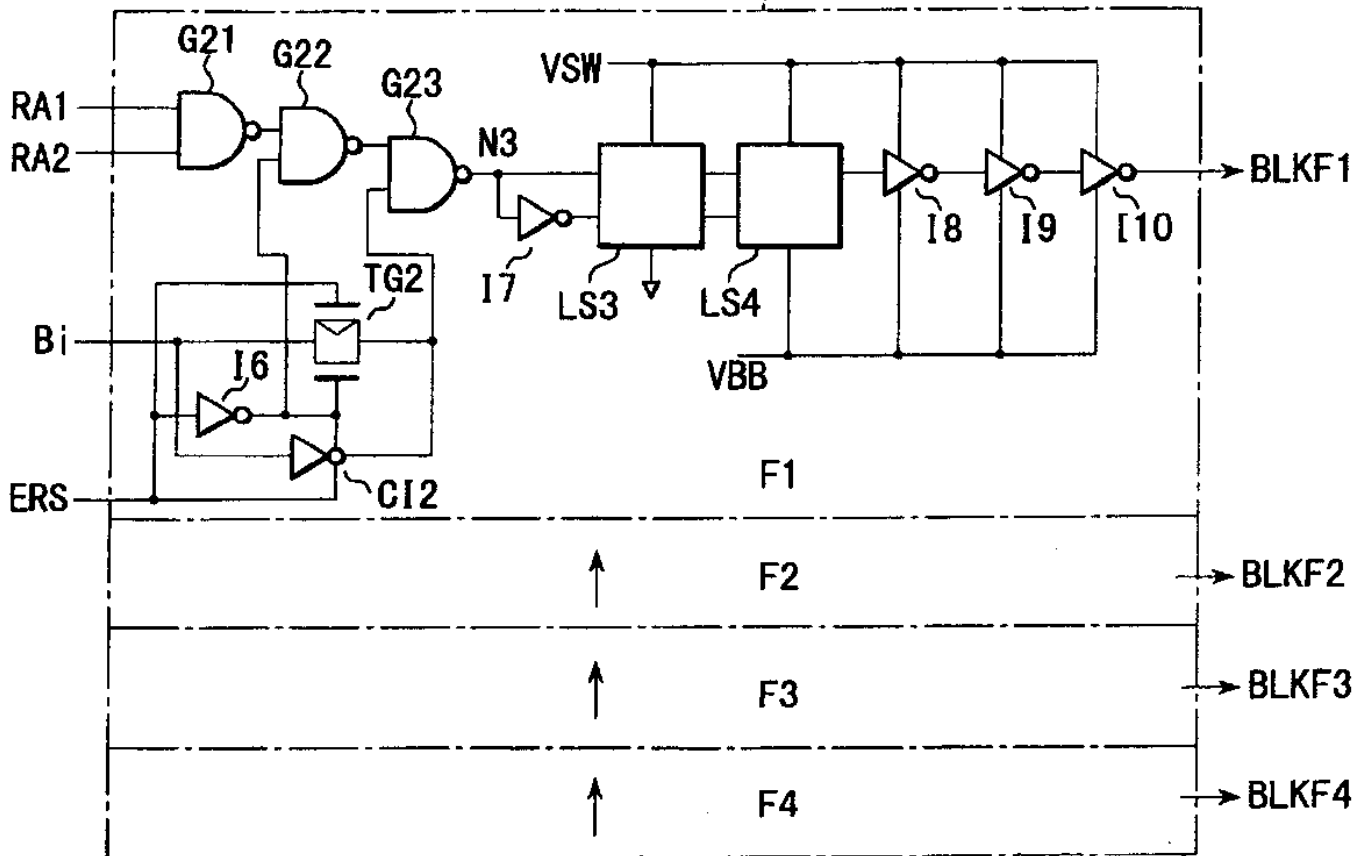 G21
G22
G23
VSW
RA1
RA2
N3
BLKF1
I7
LS3
LS4
I8
I9
I10
TG2
Bi
I6
VBB
CI2
ERS
F1
F2
BLKF2
F3
BLKF3
F4
BLKF4